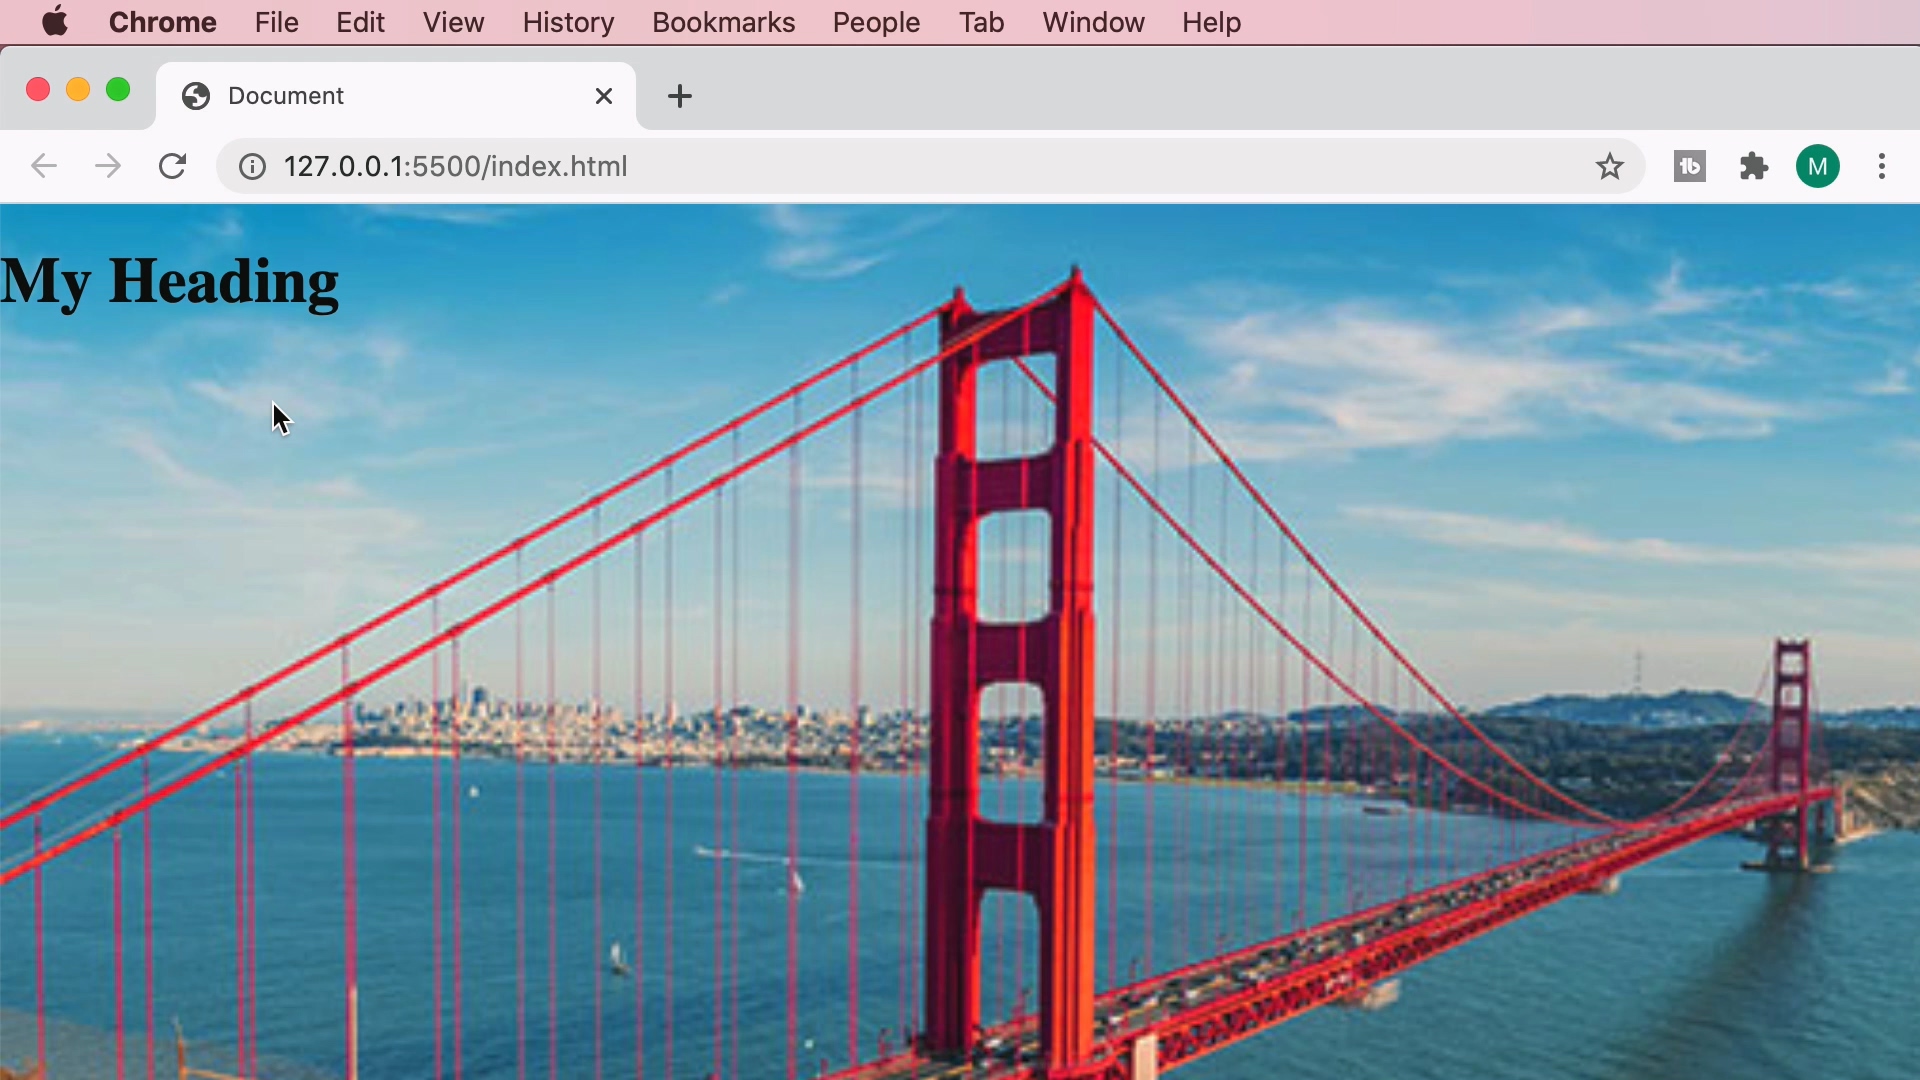 Chrome File Edit View History Bookmarks People Tab Window Help
Document
127.0.0.1:5500/index.html
tb
M
My Heading